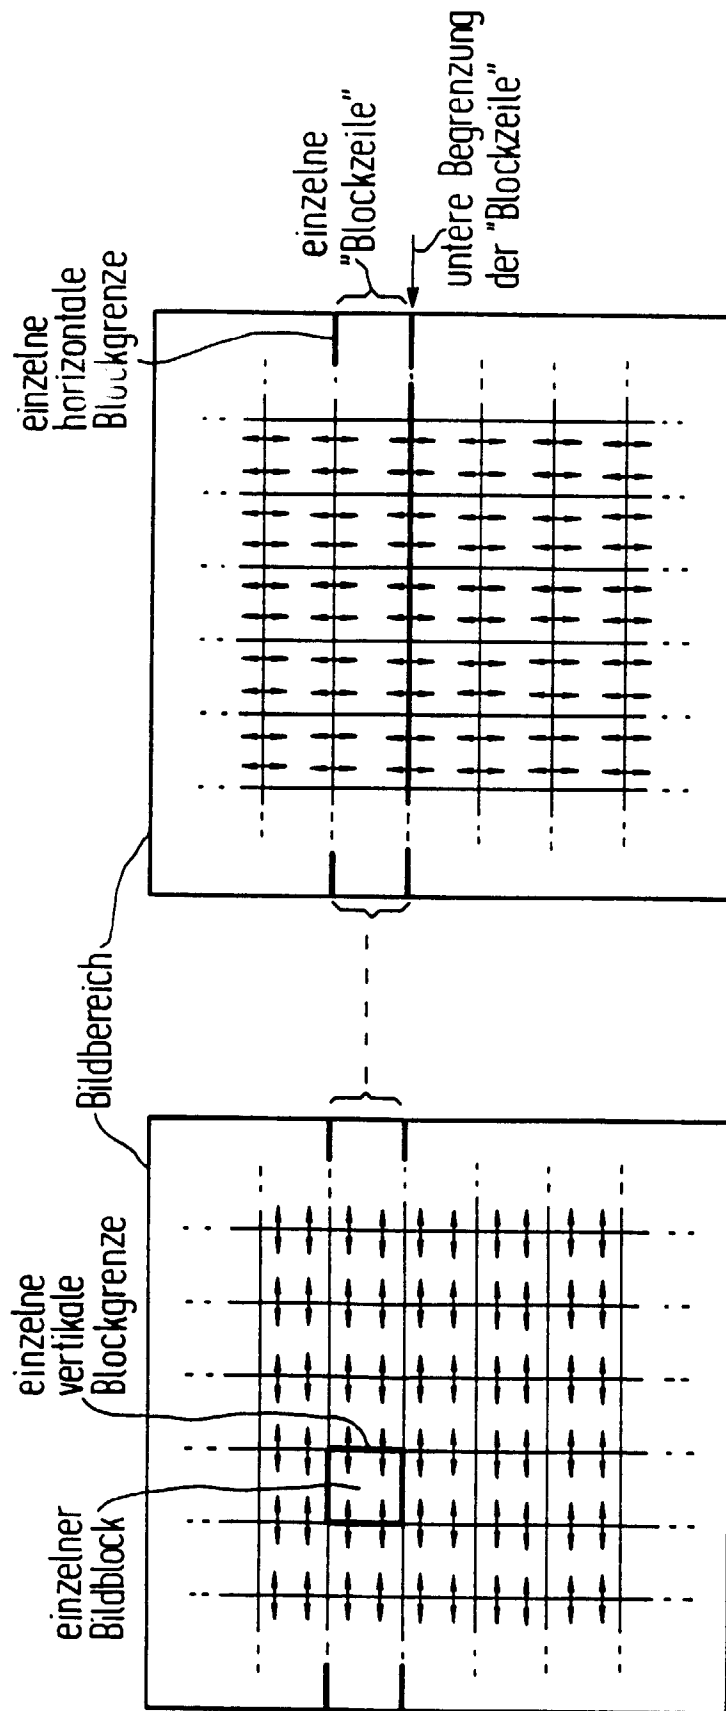 einzelner
Bildblock
einzelne
vertikale
Blockgrenze
Bildbereich
einzelne
horizontale
Blockgrenze
einzelne
"Blockzeile"
untere Begrenzung
der "Blockzeile"